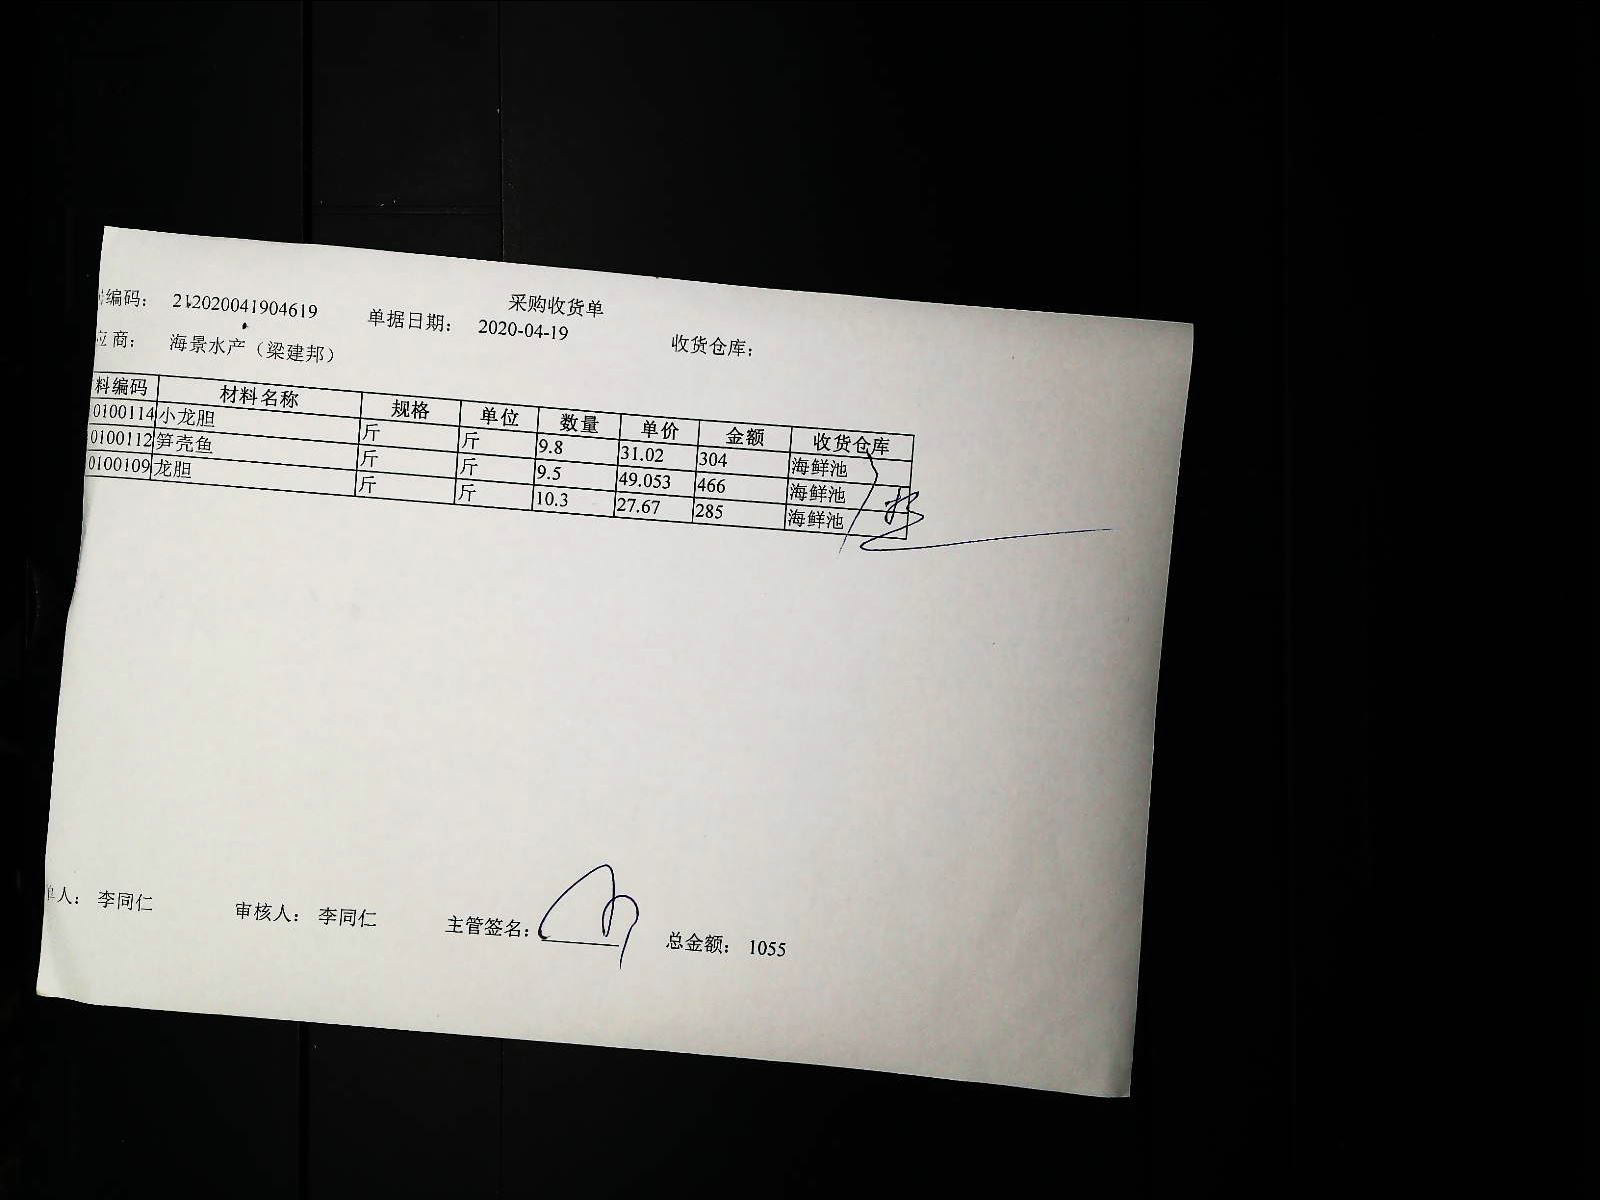 采购收货单
编码： 212020041904619 单据日期： 2020-04-19 收货仓库：
应商： 海景水产（梁建邦）
料编码 材料名称 规格 单位 数量 单价 金额 收货仓库
0100114 小龙胆 斤 斤 9.8 31.02 304 海鲜池
0100112 笋壳鱼 斤 斤 9.5 49.053 466 海鲜池
0100109 龙胆 斤 斤 10.3 27.67 285 海鲜池
单人： 李同仁 审核人： 李同仁 主管签名： 总金额： 1055